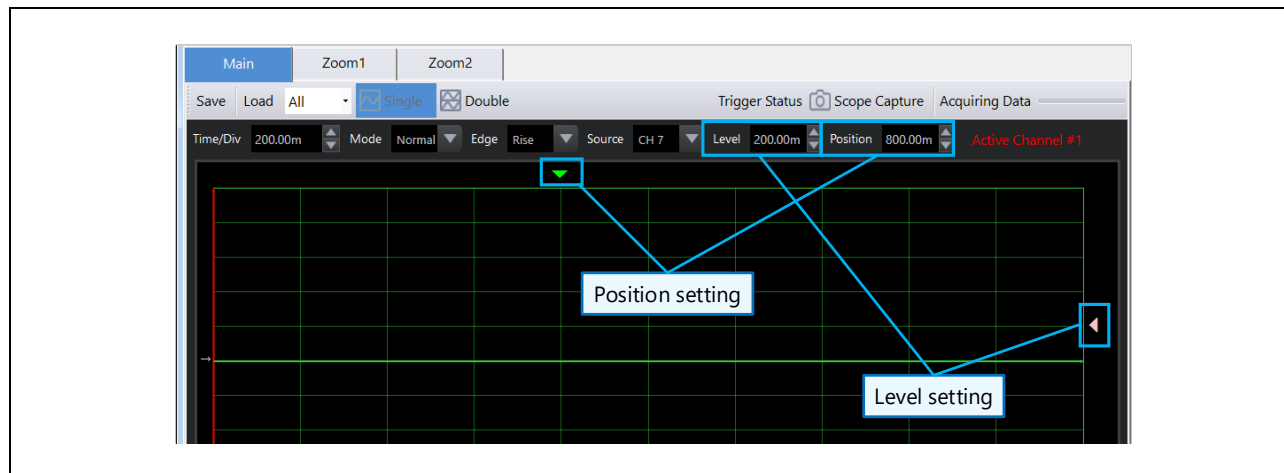 Main Zoom1 Zoom2
Save Load All Single Double Trigger Status Scope Capture Acquiring Data
Time/Div 200.00m Mode Normal Edge Rise Source CH 7 Level 200.00m Position 800.00m Active Channel #1
Position setting
Level setting